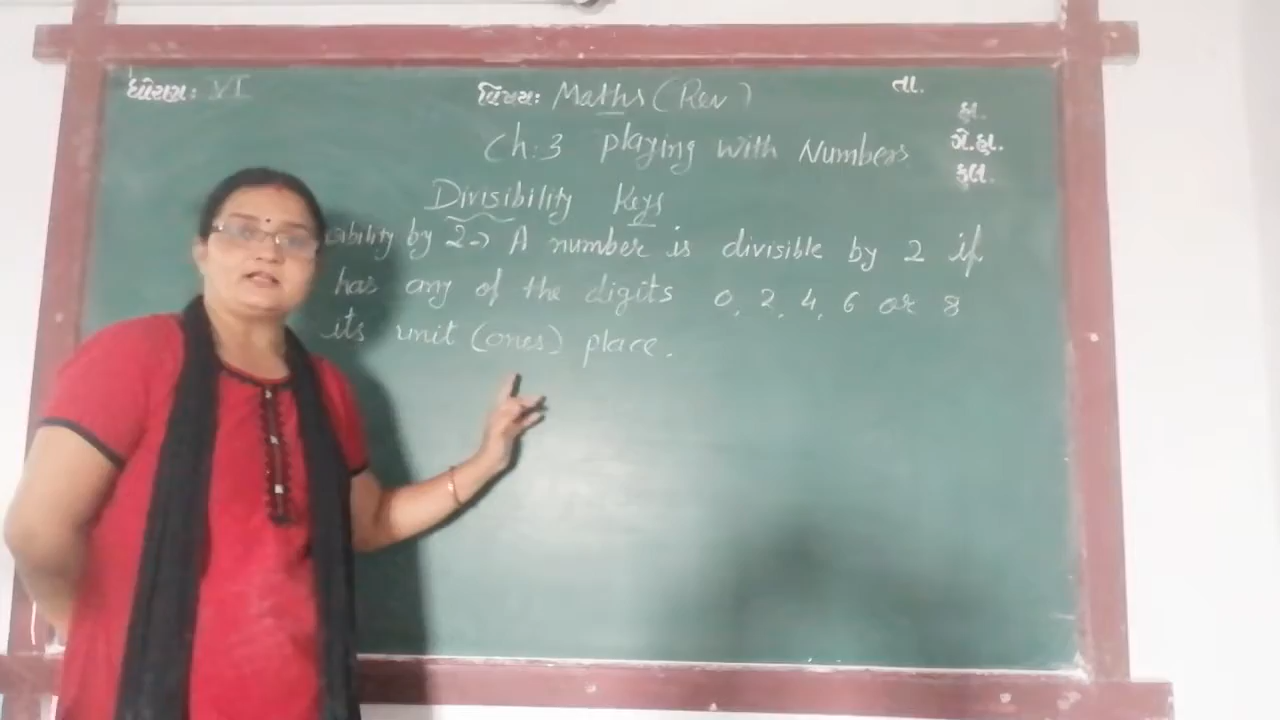 ધોરણ: VI
વિષય: Maths (Rev)
તા.
Ch:3 Playing with Numbers
Divisibility Keys
ability by 2 → A number is divisible by 2 if
has any of the digits 0, 2, 4, 6 or 8
its unit (ones) place.